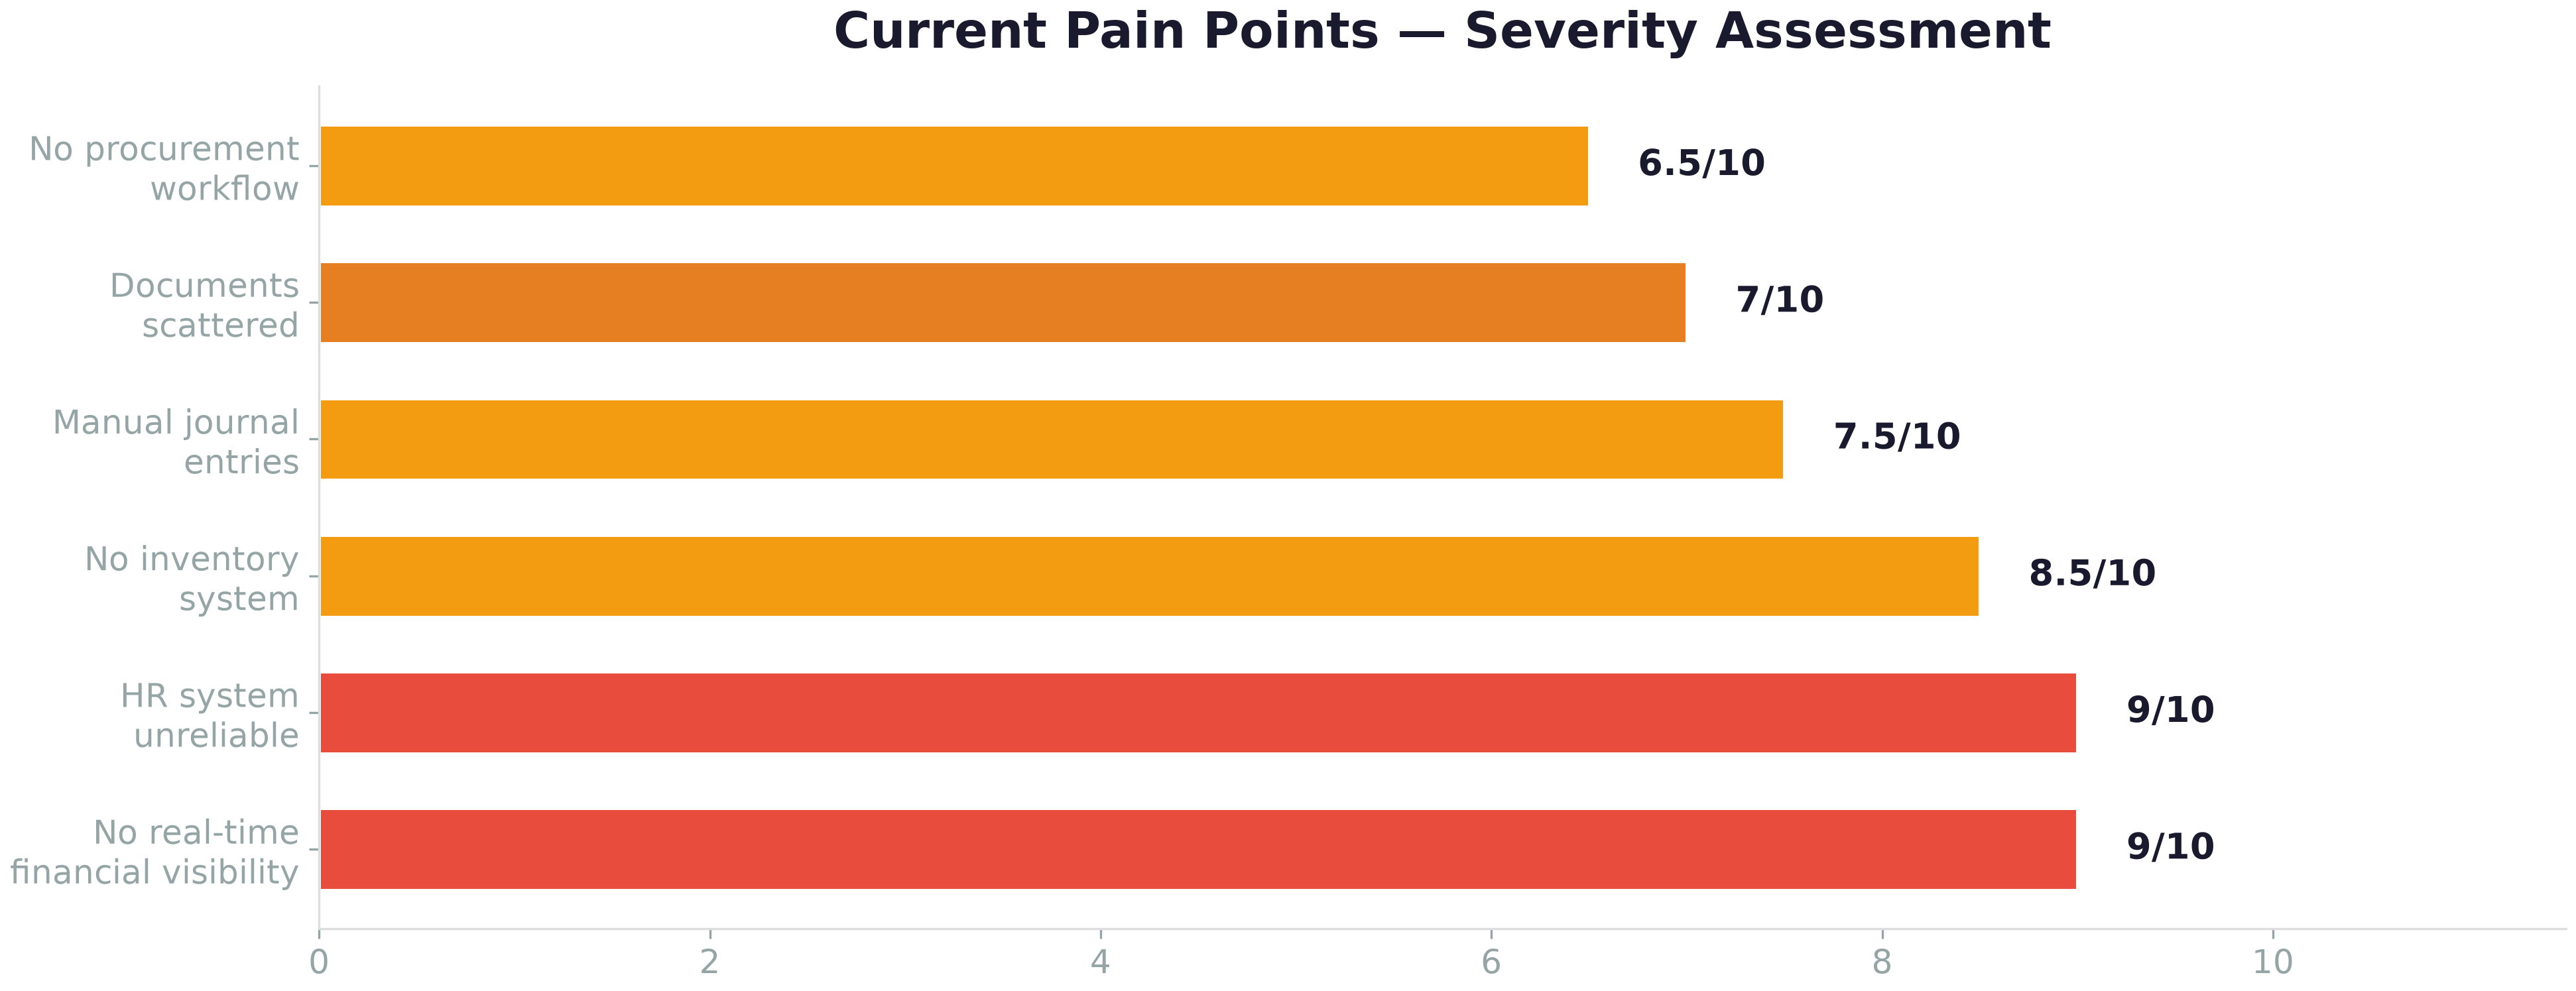 Current Pain Points — Severity Assessment
No procurement
workflow
6.5/10
Documents
scattered
7/10
Manual journal
entries
7.5/10
No inventory
system
8.5/10
HR system
unreliable
9/10
No real-time
financial visibility
9/10
0 2 4 6 8 10